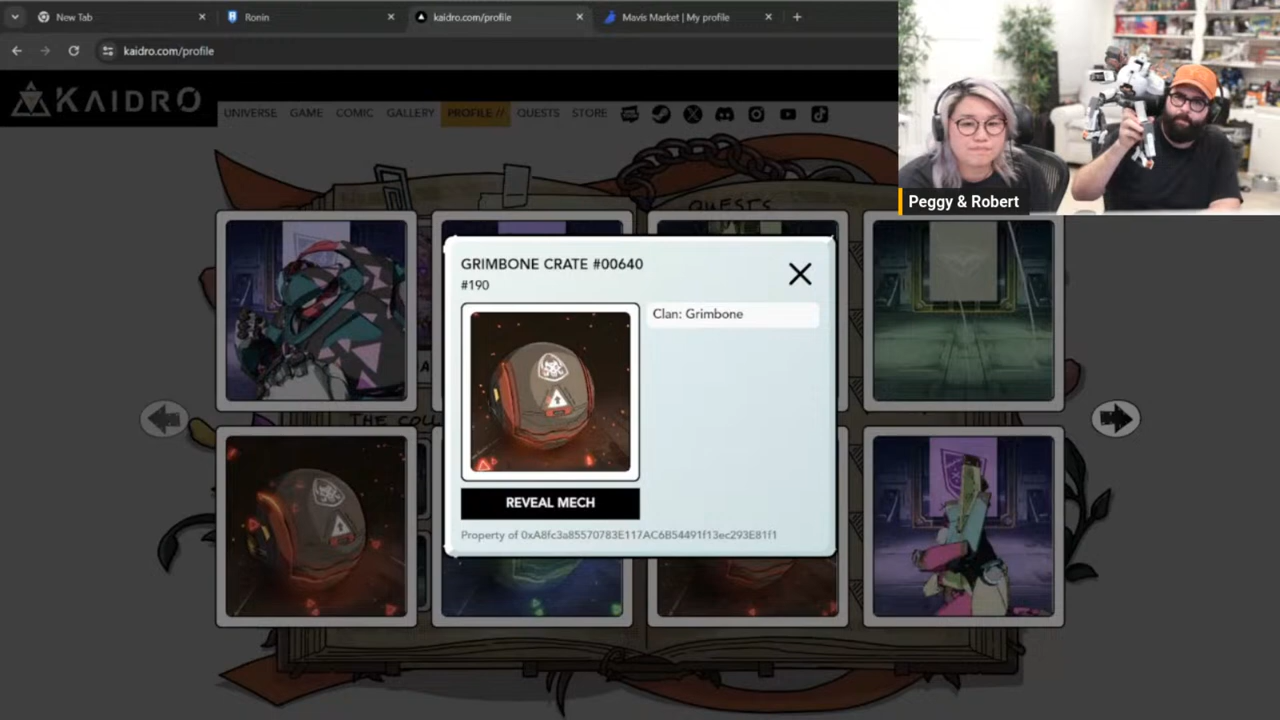 New Tab
Ronin
kaidro.com/profile
Mavis Market | My profile
kaidro.com/profile
KAIDRO
UNIVERSE GAME COMIC GALLERY PROFILE // QUESTS STORE
Peggy & Robert
QUESTS
GRIMBONE CRATE #00640
#190
Clan: Grimbone
REVEAL MECH
Property of 0xA8fc3a85570783E117AC6B54491f13ec293E81f1